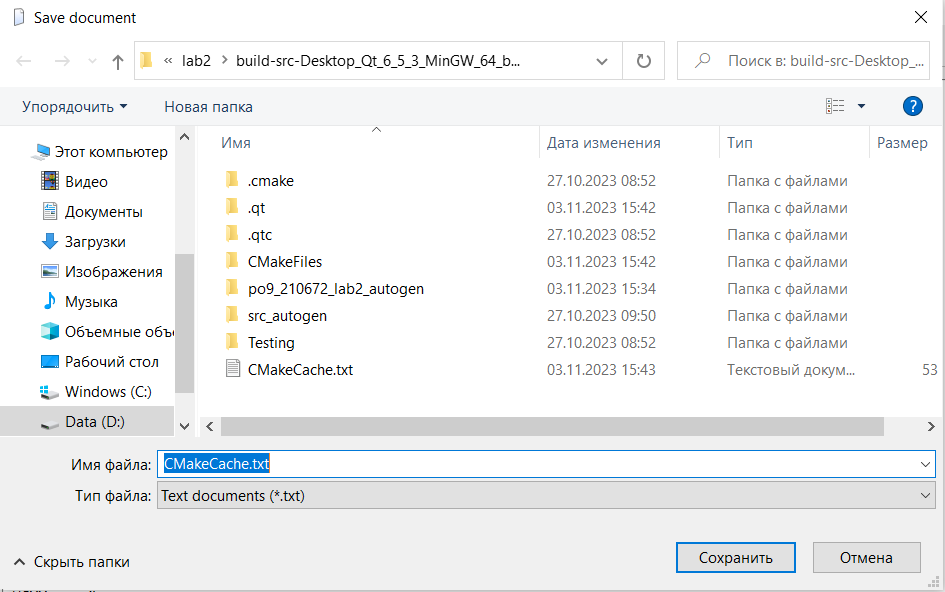 Save document
« lab2 > build-src-Desktop_Qt_6_5_3_MinGW_64_b...
Поиск в: build-src-Desktop_...
Упорядочить
Новая папка
?
Имя Дата изменения Тип Размер
Этот компьютер
Видео
Документы
Загрузки
Изображения
Музыка
Объемные объ
Рабочий стол
Windows (C:)
Data (D:)
.cmake 27.10.2023 08:52 Папка с файлами
.qt 03.11.2023 15:42 Папка с файлами
.qtc 27.10.2023 08:52 Папка с файлами
CMakeFiles 03.11.2023 15:42 Папка с файлами
po9_210672_lab2_autogen 03.11.2023 15:34 Папка с файлами
src_autogen 27.10.2023 09:50 Папка с файлами
Testing 27.10.2023 08:52 Папка с файлами
CMakeCache.txt 03.11.2023 15:43 Текстовый докум... 53
Имя файла: CMakeCache.txt
Тип файла: Text documents (*.txt)
Скрыть папки
Сохранить
Отмена